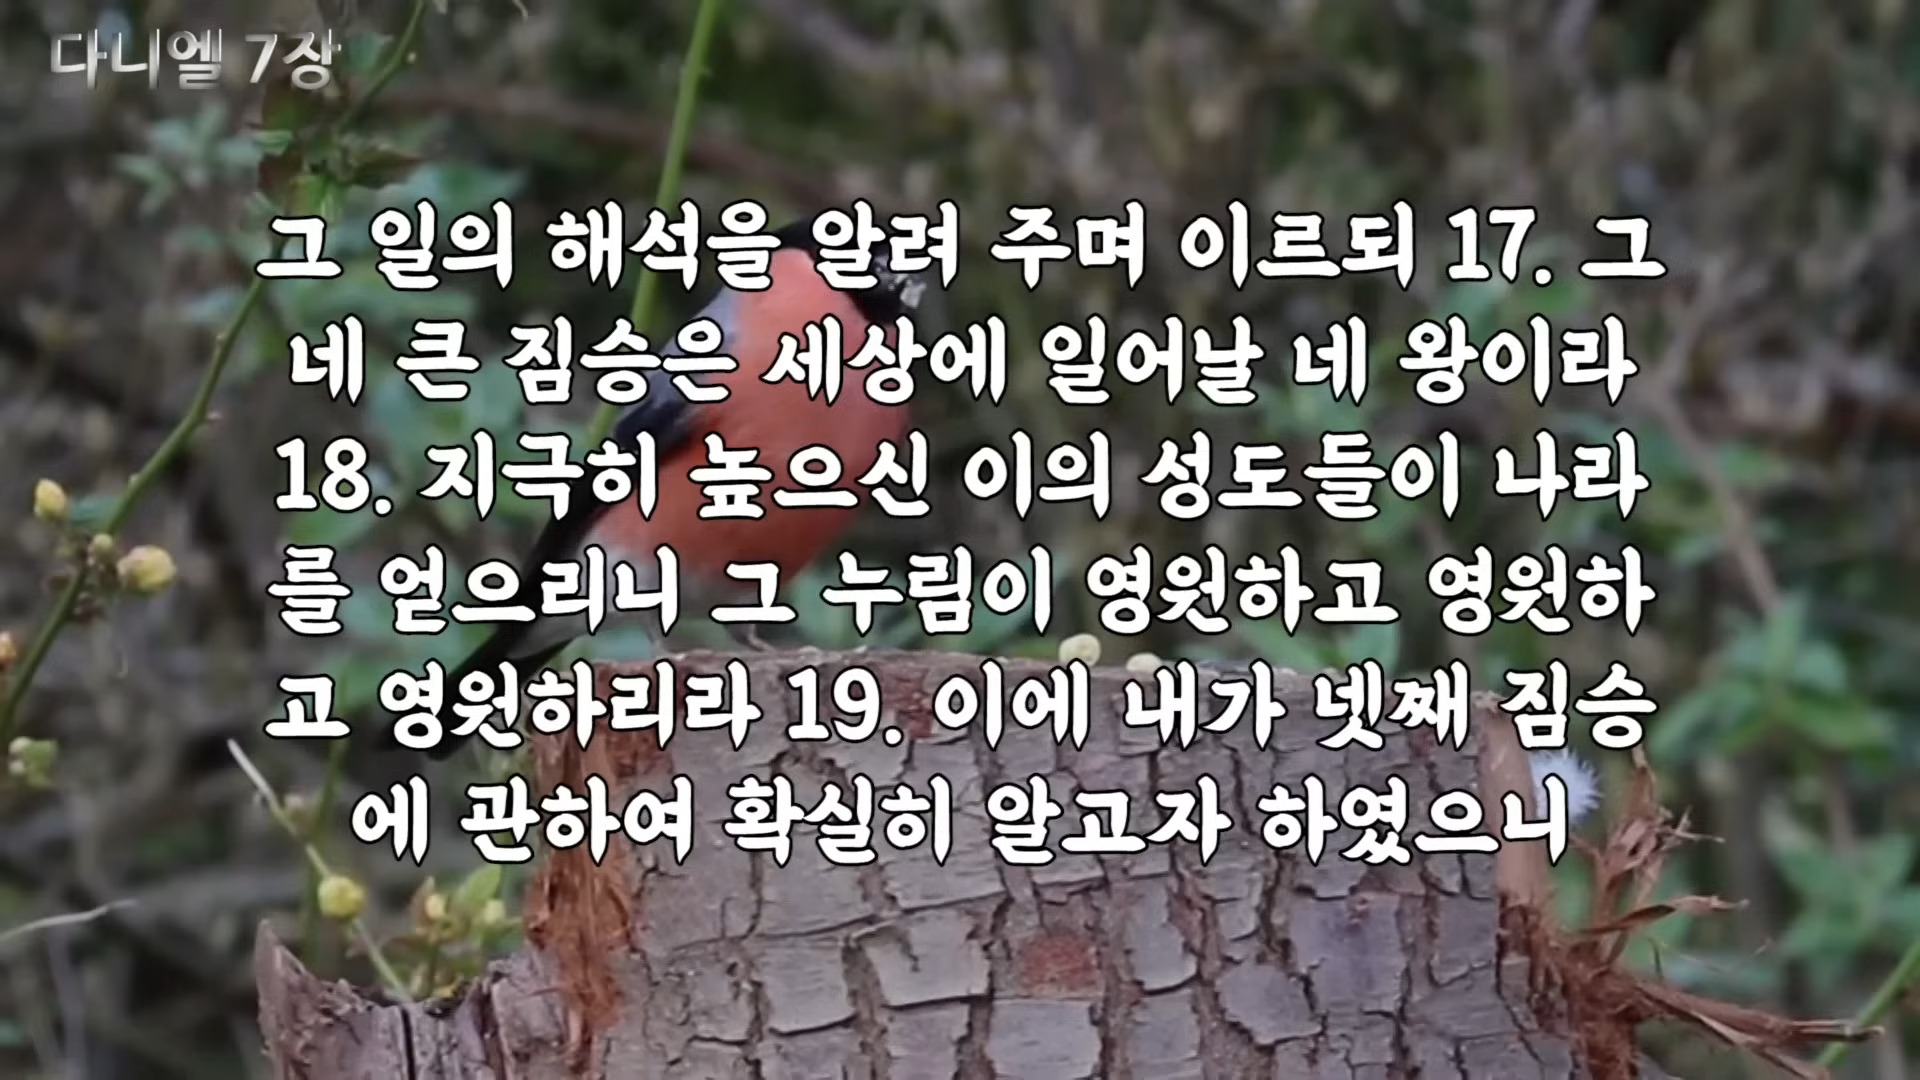 다니엘 7장
그 일의 해석을 알려 주며 이르되 17. 그
네 큰 짐승은 세상에 일어날 네 왕이라
18. 지극히 높으신 이의 성도들이 나라
를 얻으리니 그 누림이 영원하고 영원하
고 영원하리라 19. 이에 내가 넷째 짐승
에 관하여 확실히 알고자 하였으니